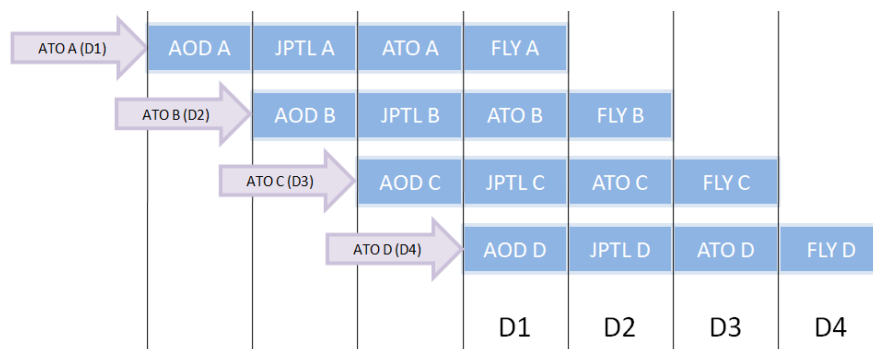 ATO A (D1) AOD A JPTL A ATO A FLY A
ATO B (D2) AOD B JPTL B ATO B FLY B
ATO C (D3) AOD C JPTL C ATO C FLY C
ATO D (D4) AOD D JPTL D ATO D FLY D
D1 D2 D3 D4